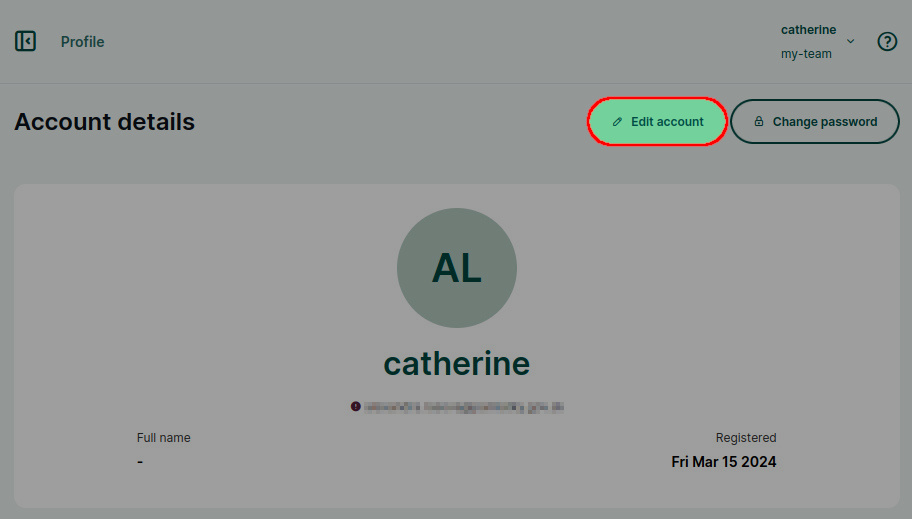 Profile
catherine
my-team
Account details
Edit account
Change password
AL
catherine
Full name
-
Registered
Fri Mar 15 2024